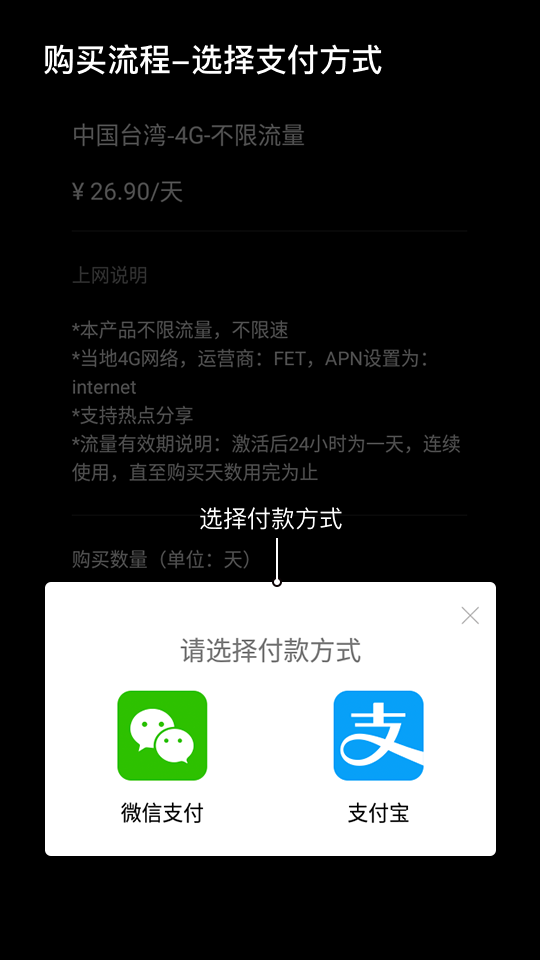 购买流程–选择支付方式
中国台湾-4G-不限流量
¥ 26.90/天
上网说明
*本产品不限流量，不限速
*当地4G网络，运营商：FET，APN设置为：
internet
*支持热点分享
*流量有效期说明：激活后24小时为一天，连续
使用，直至购买天数用完为止
选择付款方式
购买数量（单位：天）
请选择付款方式
支
微信支付
支付宝